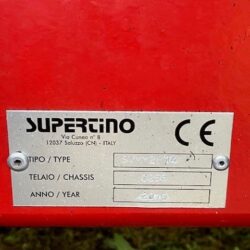 SUPERTINO
Via Cuneo n° 8
12037 Saluzzo (CN) - ITALY
CE
TIPO / TYPE
TELAIO / CHASSIS
ANNO / YEAR